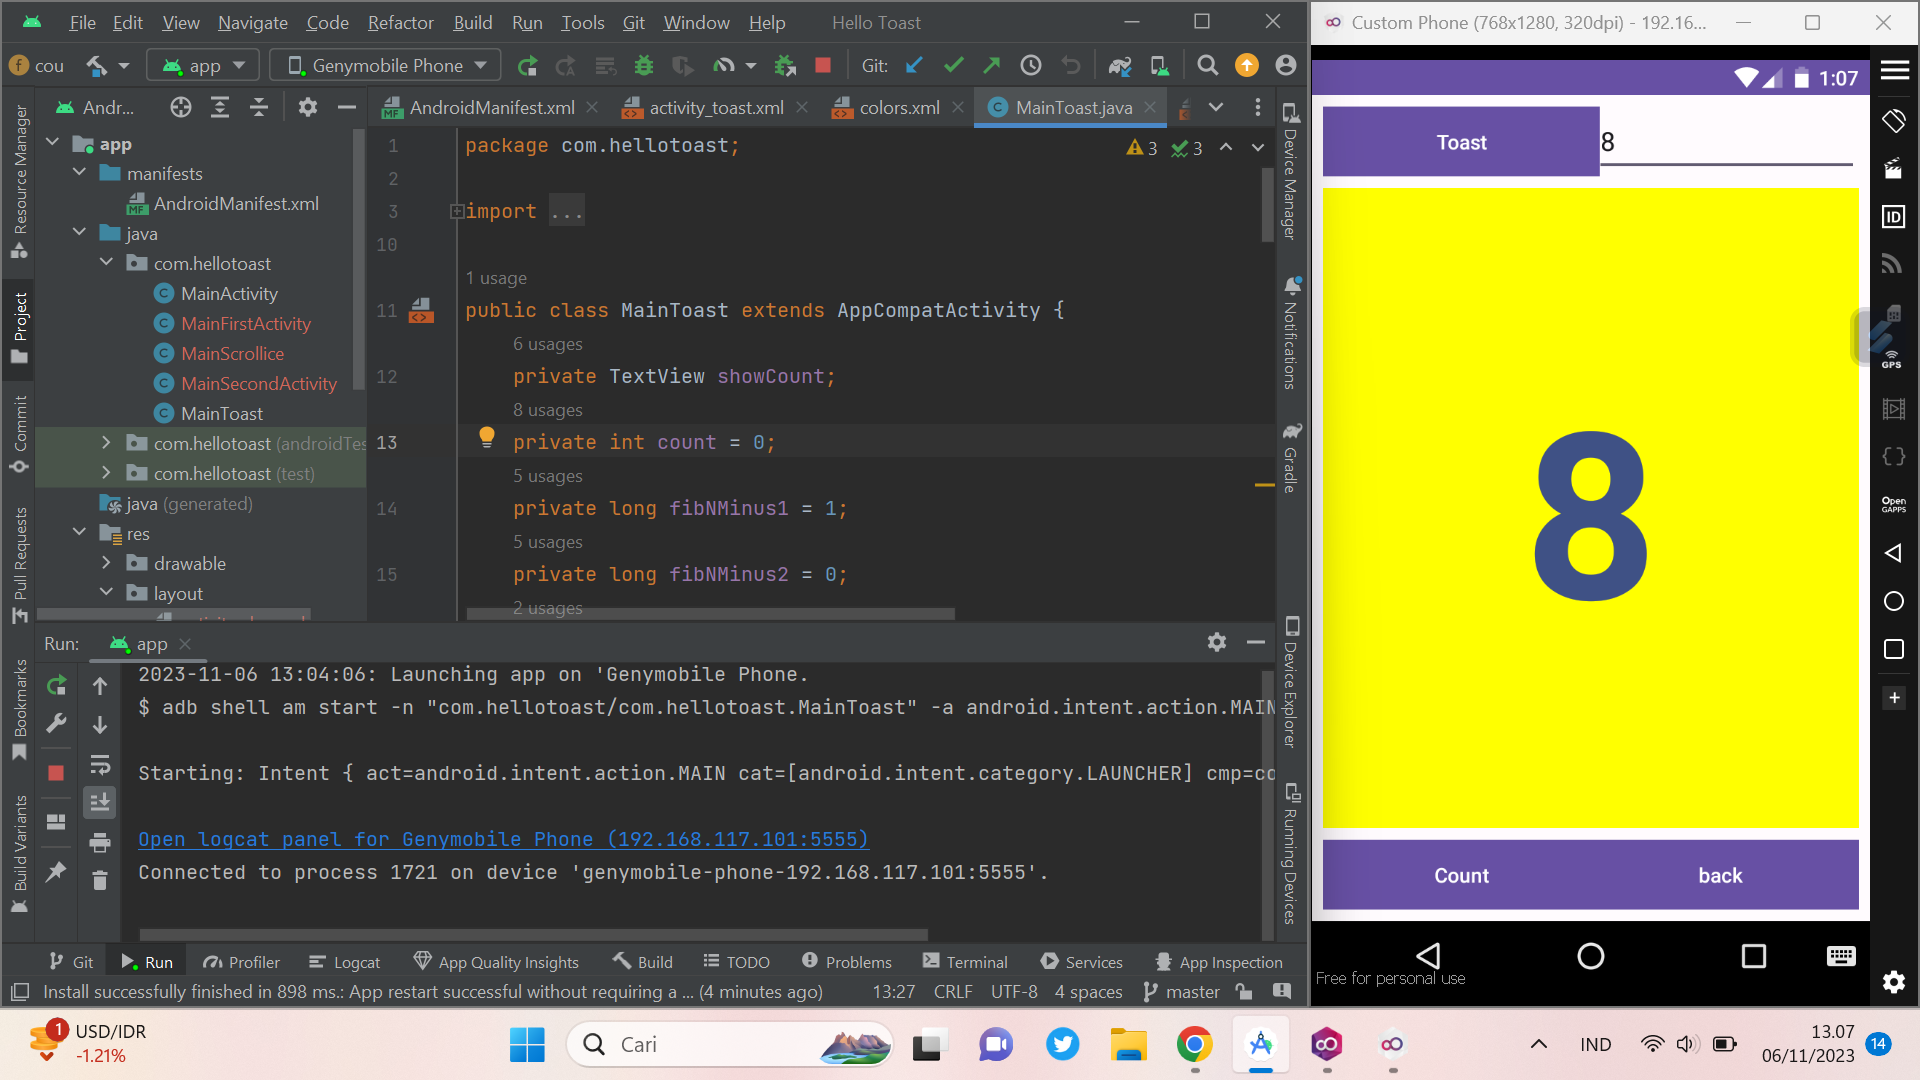 File Edit View Navigate Code Refactor Build Run Tools Git Window Help Hello Toast
cou app Genymobile Phone Git:
Andr... AndroidManifest.xml activity_toast.xml colors.xml MainToast.java
Resource Manager
Project
Commit
Pull Requests
Bookmarks
Build Variants
app
manifests
AndroidManifest.xml
java
com.hellotoast
MainActivity
MainFirstActivity
MainScrollice
MainSecondActivity
MainToast
com.hellotoast (androidTes
com.hellotoast (test)
java (generated)
res
drawable
layout
3 3
1 package com.hellotoast;
2
3 import ...
10
1 usage
11 public class MainToast extends AppCompatActivity {
6 usages
12 private TextView showCount;
8 usages
13 private int count = 0;
5 usages
14 private long fibNMinus1 = 1;
5 usages
15 private long fibNMinus2 = 0;
2 usages
Device Manager
Notifications
Gradle
Device Explorer
Running Devices
Run: app
2023-11-06 13:04:06: Launching app on 'Genymobile Phone.
$ adb shell am start -n "com.hellotoast/com.hellotoast.MainToast" -a android.intent.action.MAIN
Starting: Intent { act=android.intent.action.MAIN cat=[android.intent.category.LAUNCHER] cmp=co
Open logcat panel for Genymobile Phone (192.168.117.101:5555)
Connected to process 1721 on device 'genymobile-phone-192.168.117.101:5555'.
Git Run Profiler Logcat App Quality Insights Build TODO Problems Terminal Services App Inspection
Install successfully finished in 898 ms.: App restart successful without requiring a ... (4 minutes ago) 13:27 CRLF UTF-8 4 spaces master
Custom Phone (768x1280, 320dpi) - 192.16...
1:07
Toast 8
8
Count back
Free for personal use
ID
GPS
Open
GAPPS
1 USD/IDR
-1.21%
Cari
IND
13.07
06/11/2023
14